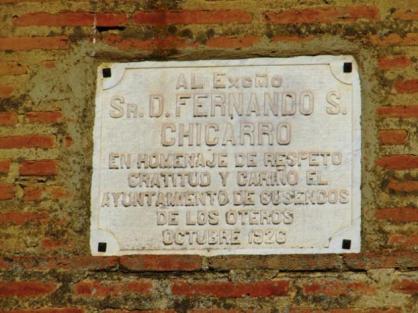 AL EXCMO
SR. D. FERNANDO S.
CHICARRO
EN HOMENAJE DE RESPETO
GRATITUD Y CARIÑO EL
AYUNTAMIENTO DE GUSENDOS
DE LOS OTEROS
OCTUBRE 1926